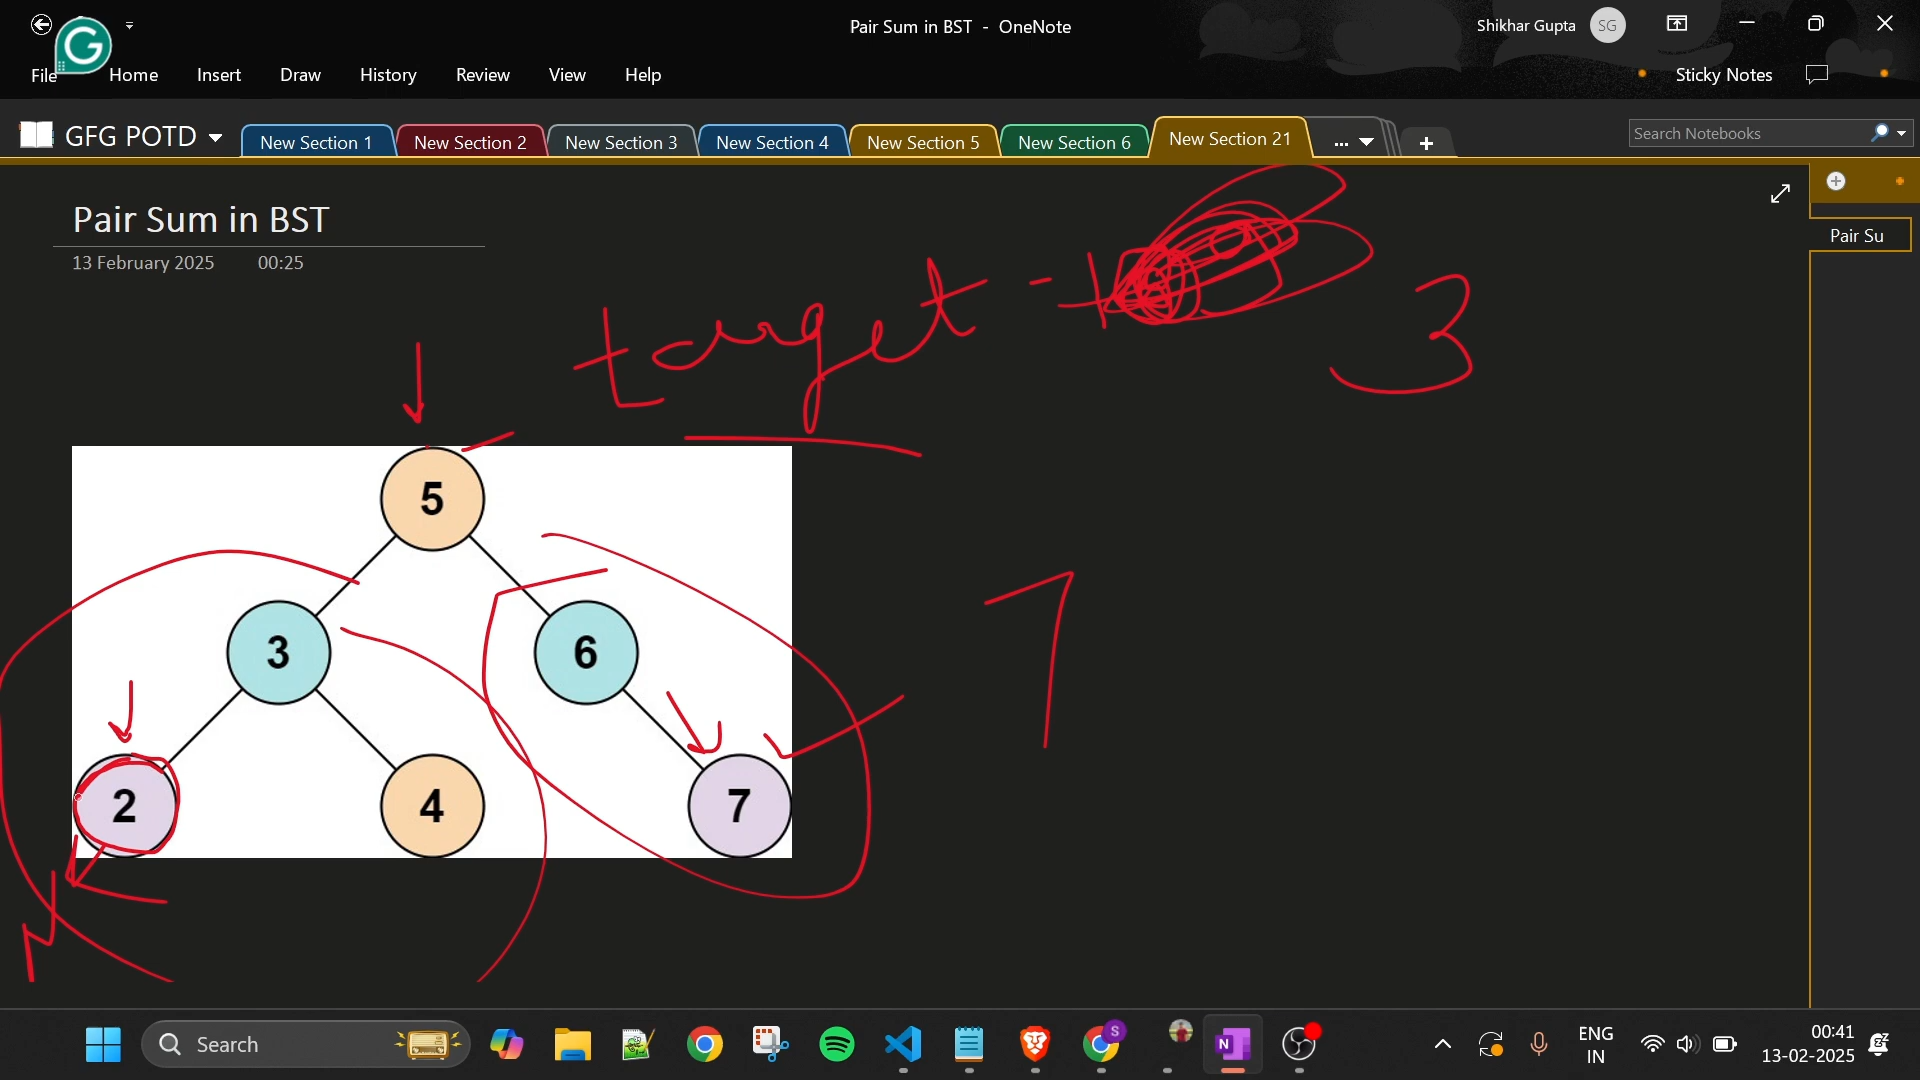 Pair Sum in BST - OneNote
Shikhar Gupta SG
File Home Insert Draw History Review View Help
Sticky Notes
GFG POTD
New Section 1 New Section 2 New Section 3 New Section 4 New Section 5 New Section 6 New Section 21 ... +
Search Notebooks
Pair Sum in BST
13 February 2025 00:25
Pair Su
target = 
3
5
3
6
7
2
4
7
N
Search
ENG
IN
00:41
13-02-2025